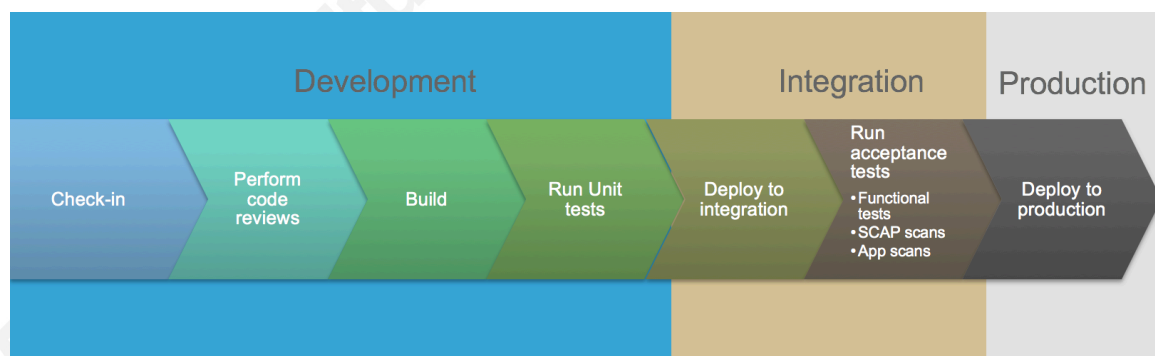 Development
Integration
Production
Check-in
Perform
code
reviews
Build
Run Unit
tests
Deploy to
integration
Run
acceptance
tests
•Functional
tests
•SCAP scans
•App scans
Deploy to
production